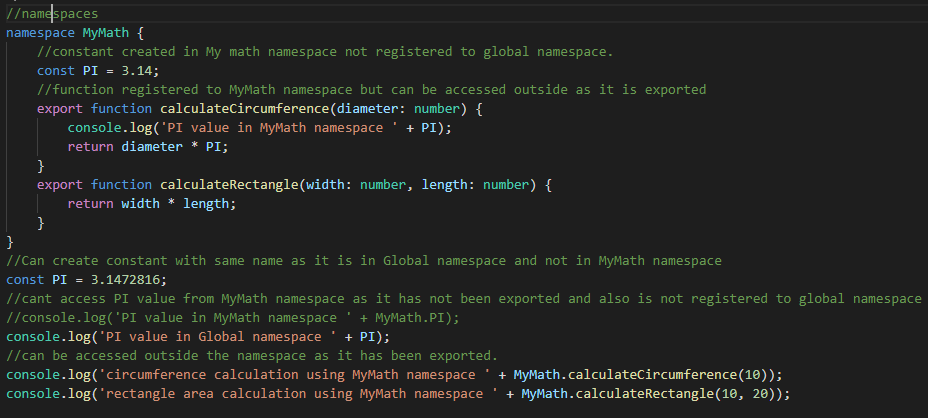 //namespaces
namespace MyMath {
    //constant created in My math namespace not registered to global namespace.
    const PI = 3.14;
    //function registered to MyMath namespace but can be accessed outside as it is exported
    export function calculateCircumference(diameter: number) {
        console.log('PI value in MyMath namespace ' + PI);
        return diameter * PI;
    }
    export function calculateRectangle(width: number, length: number) {
        return width * length;
    }
}
//Can create constant with same name as it is in Global namespace and not in MyMath namespace
const PI = 3.1472816;
//cant access PI value from MyMath namespace as it has not been exported and also is not registered to global namespace
//console.log('PI value in MyMath namespace ' + MyMath.PI);
console.log('PI value in Global namespace ' + PI);
//can be accessed outside the namespace as it has been exported.
console.log('circumference calculation using MyMath namespace ' + MyMath.calculateCircumference(10));
console.log('rectangle area calculation using MyMath namespace ' + MyMath.calculateRectangle(10, 20));